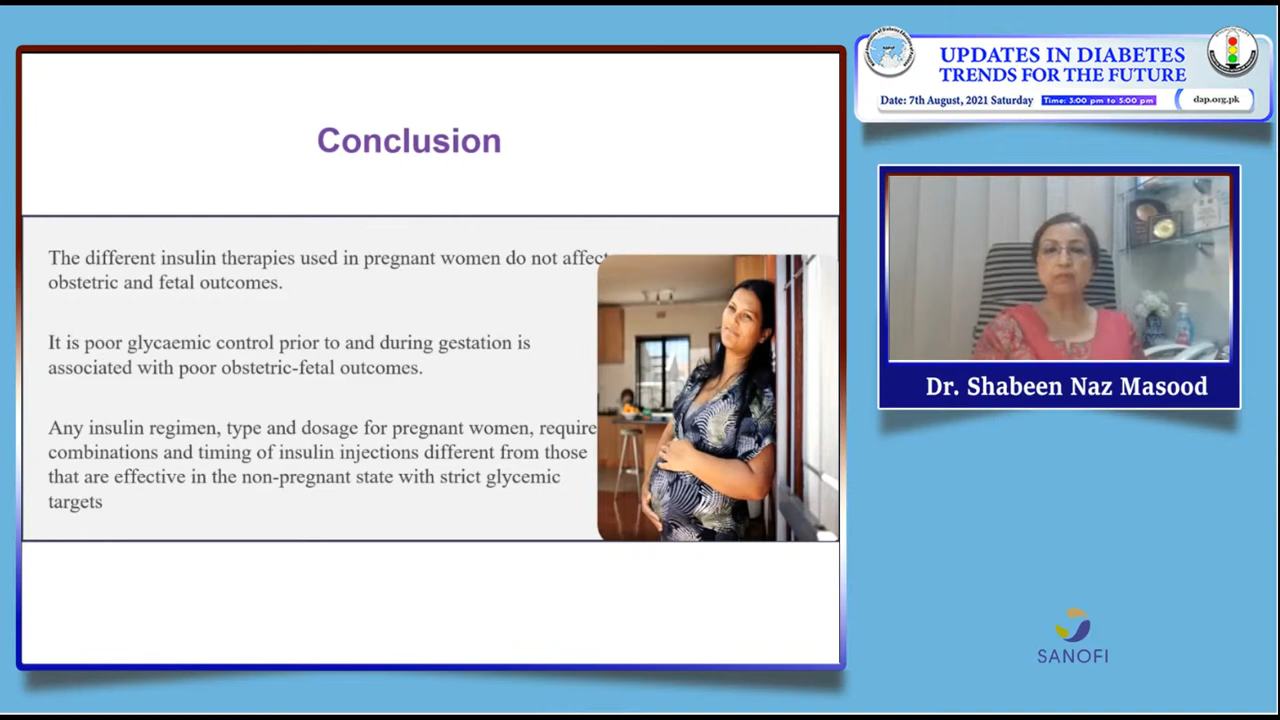 Conclusion
The different insulin therapies used in pregnant women do not affect
obstetric and fetal outcomes.
It is poor glycaemic control prior to and during gestation is
associated with poor obstetric-fetal outcomes.
Any insulin regimen, type and dosage for pregnant women, require
combinations and timing of insulin injections different from those
that are effective in the non-pregnant state with strict glycemic
targets
UPDATES IN DIABETES
TRENDS FOR THE FUTURE
Date: 7th August, 2021 Saturday
Time: 3:00 pm to 5:00 pm
dap.org.pk
Dr. Shabeen Naz Masood
SANOFI